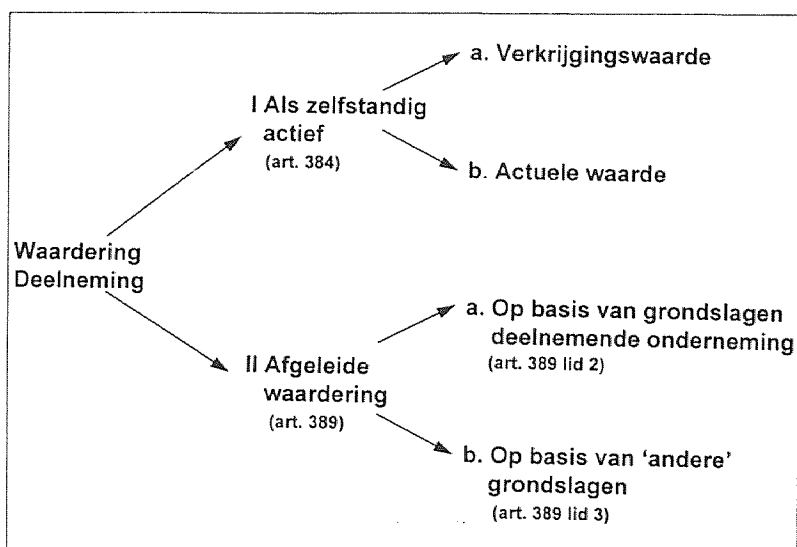 Waardering
Deelneming
I Als zelfstandig
actief
(art. 384)
a. Verkrijgingswaarde
b. Actuele waarde
II Afgeleide
waardering
(art. 389)
a. Op basis van grondslagen
deelnemende onderneming
(art. 389 lid 2)
b. Op basis van ‘andere’
grondslagen
(art. 389 lid 3)